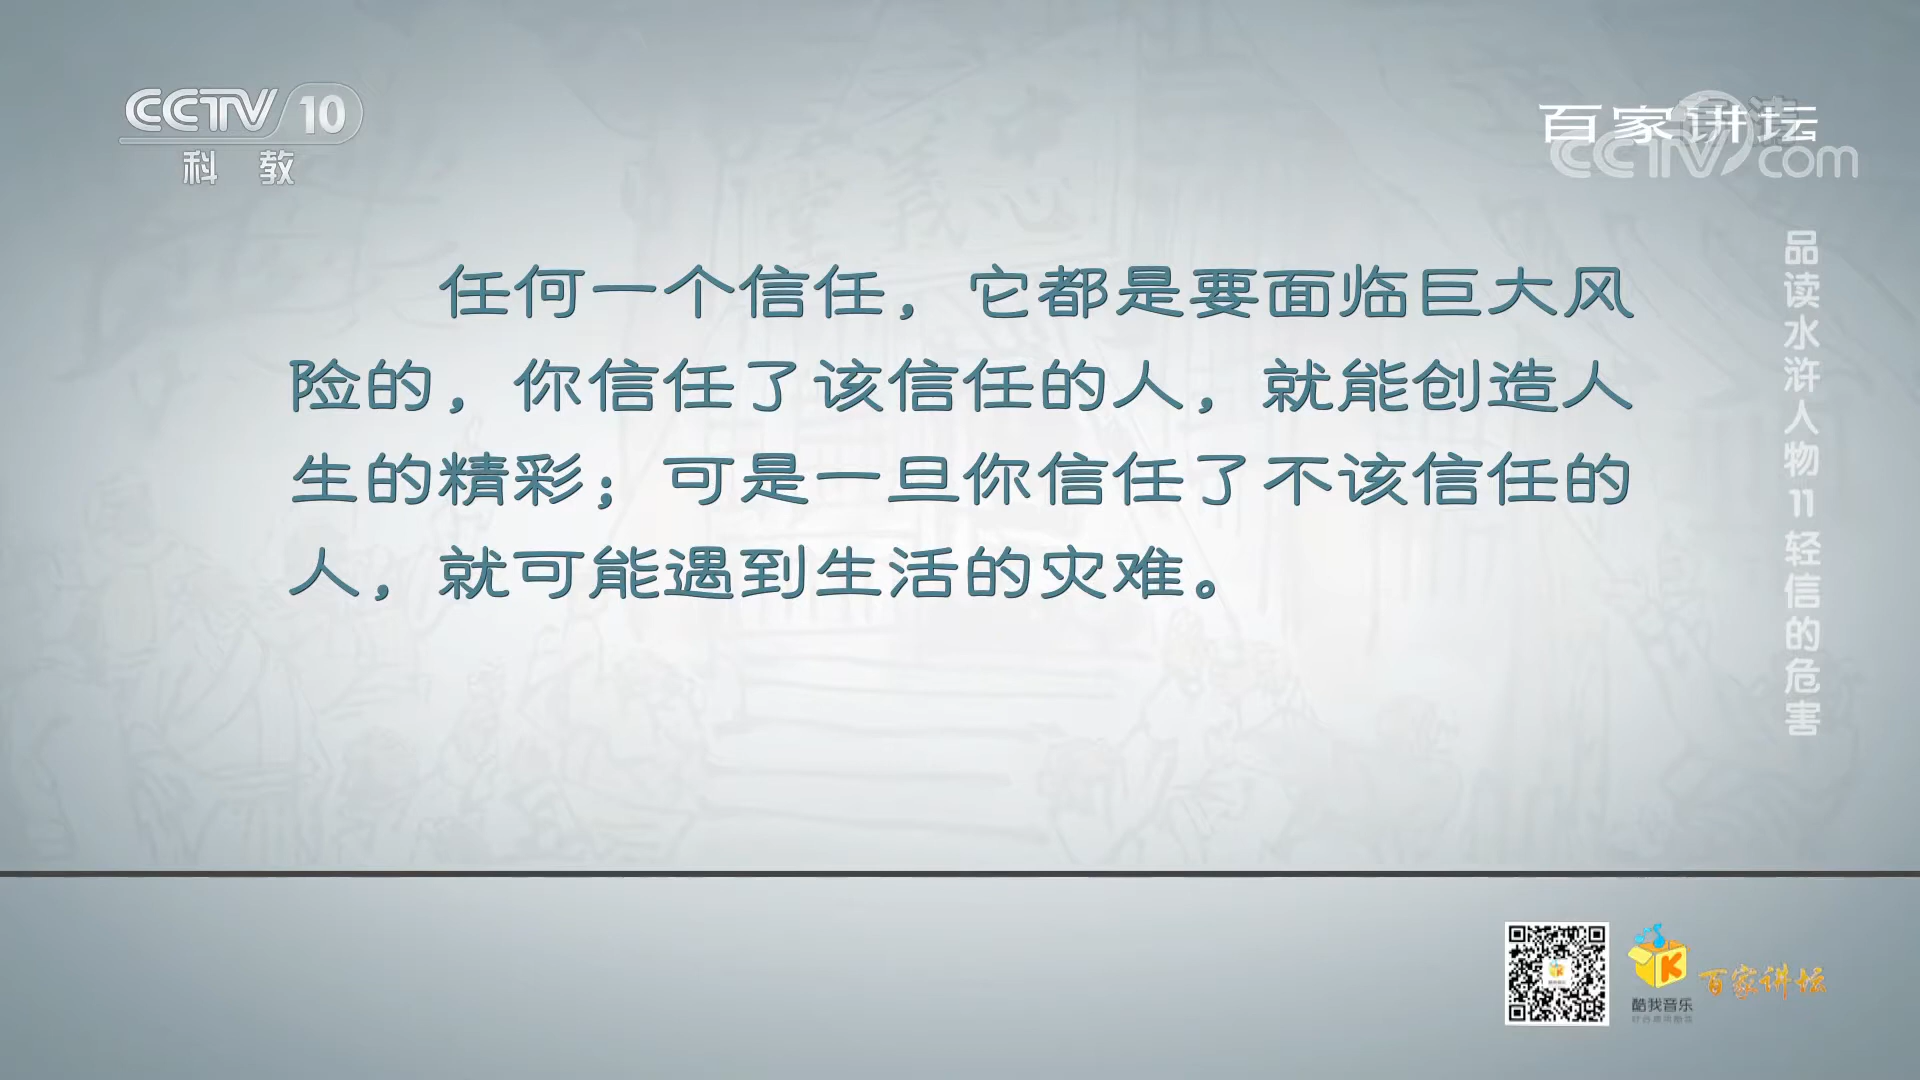 CCTV 10
科 教
百家讲坛
CCTV.com
任何一个信任，它都是要面临巨大风
险的，你信任了该信任的人，就能创造人
生的精彩；可是一旦你信任了不该信任的
人，就可能遇到生活的灾难。
品读水浒人物11 轻信的危害
K
酷我音乐
百家讲坛